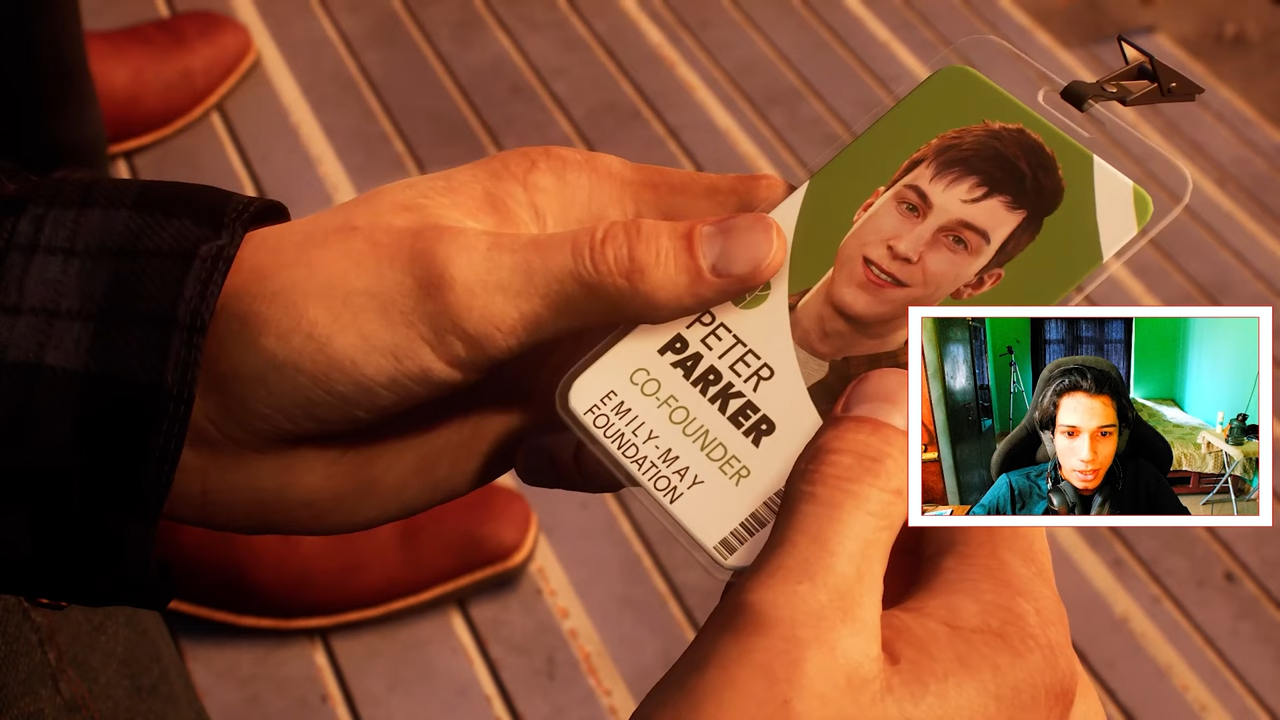 PETER
PARKER
CO-FOUNDER
EMILY-MAY
FOUNDATION